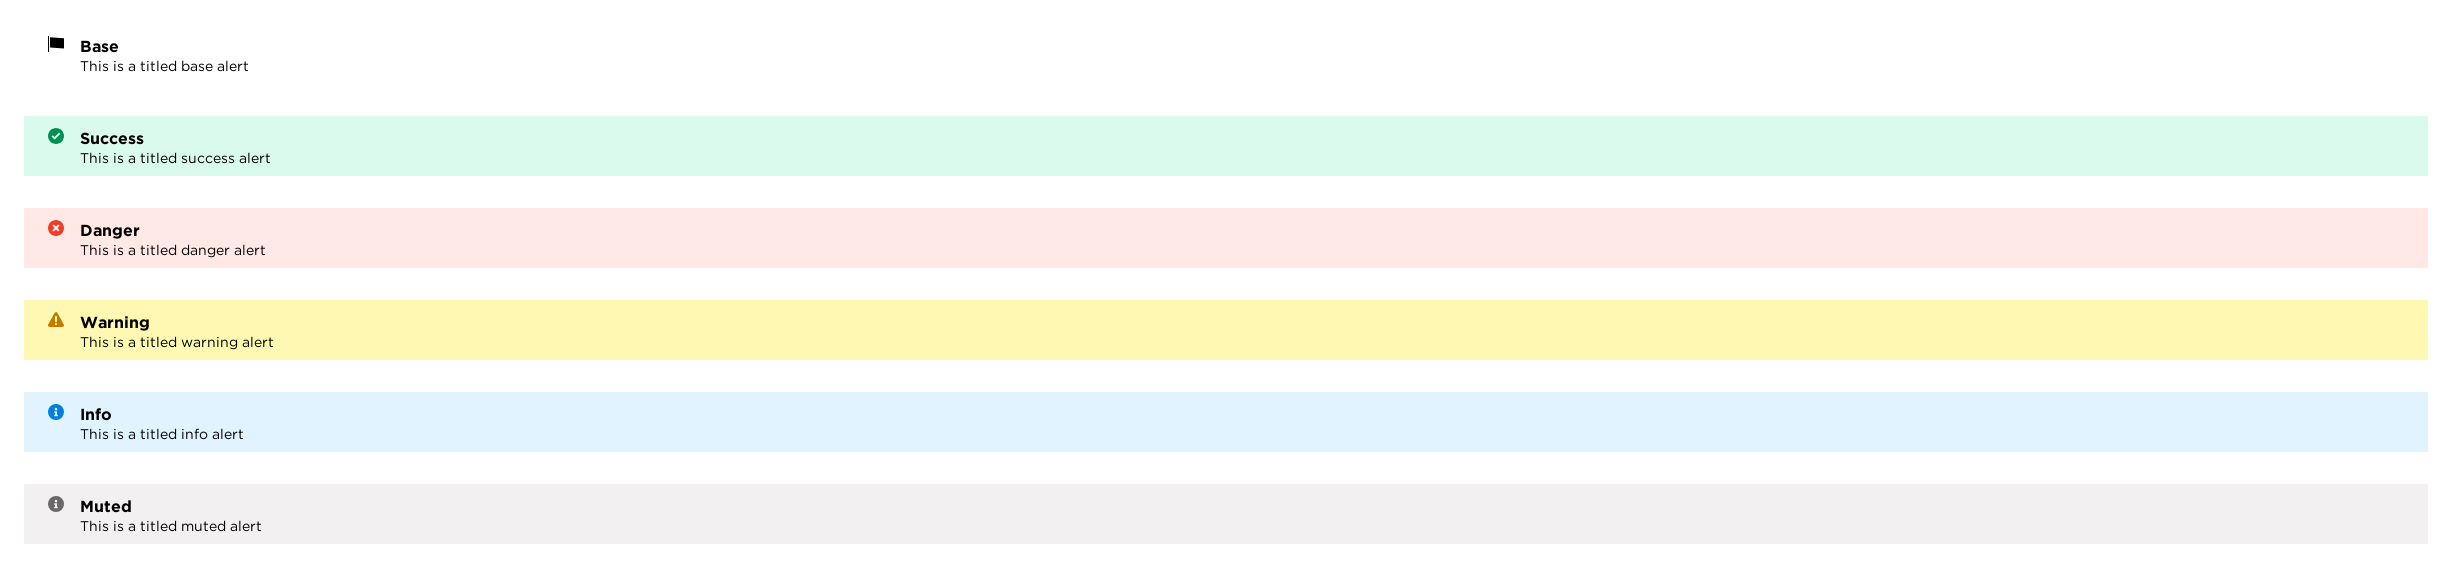 Base
This is a titled base alert
Success
This is a titled success alert
Danger
This is a titled danger alert
Warning
This is a titled warning alert
Info
This is a titled info alert
Muted
This is a titled muted alert